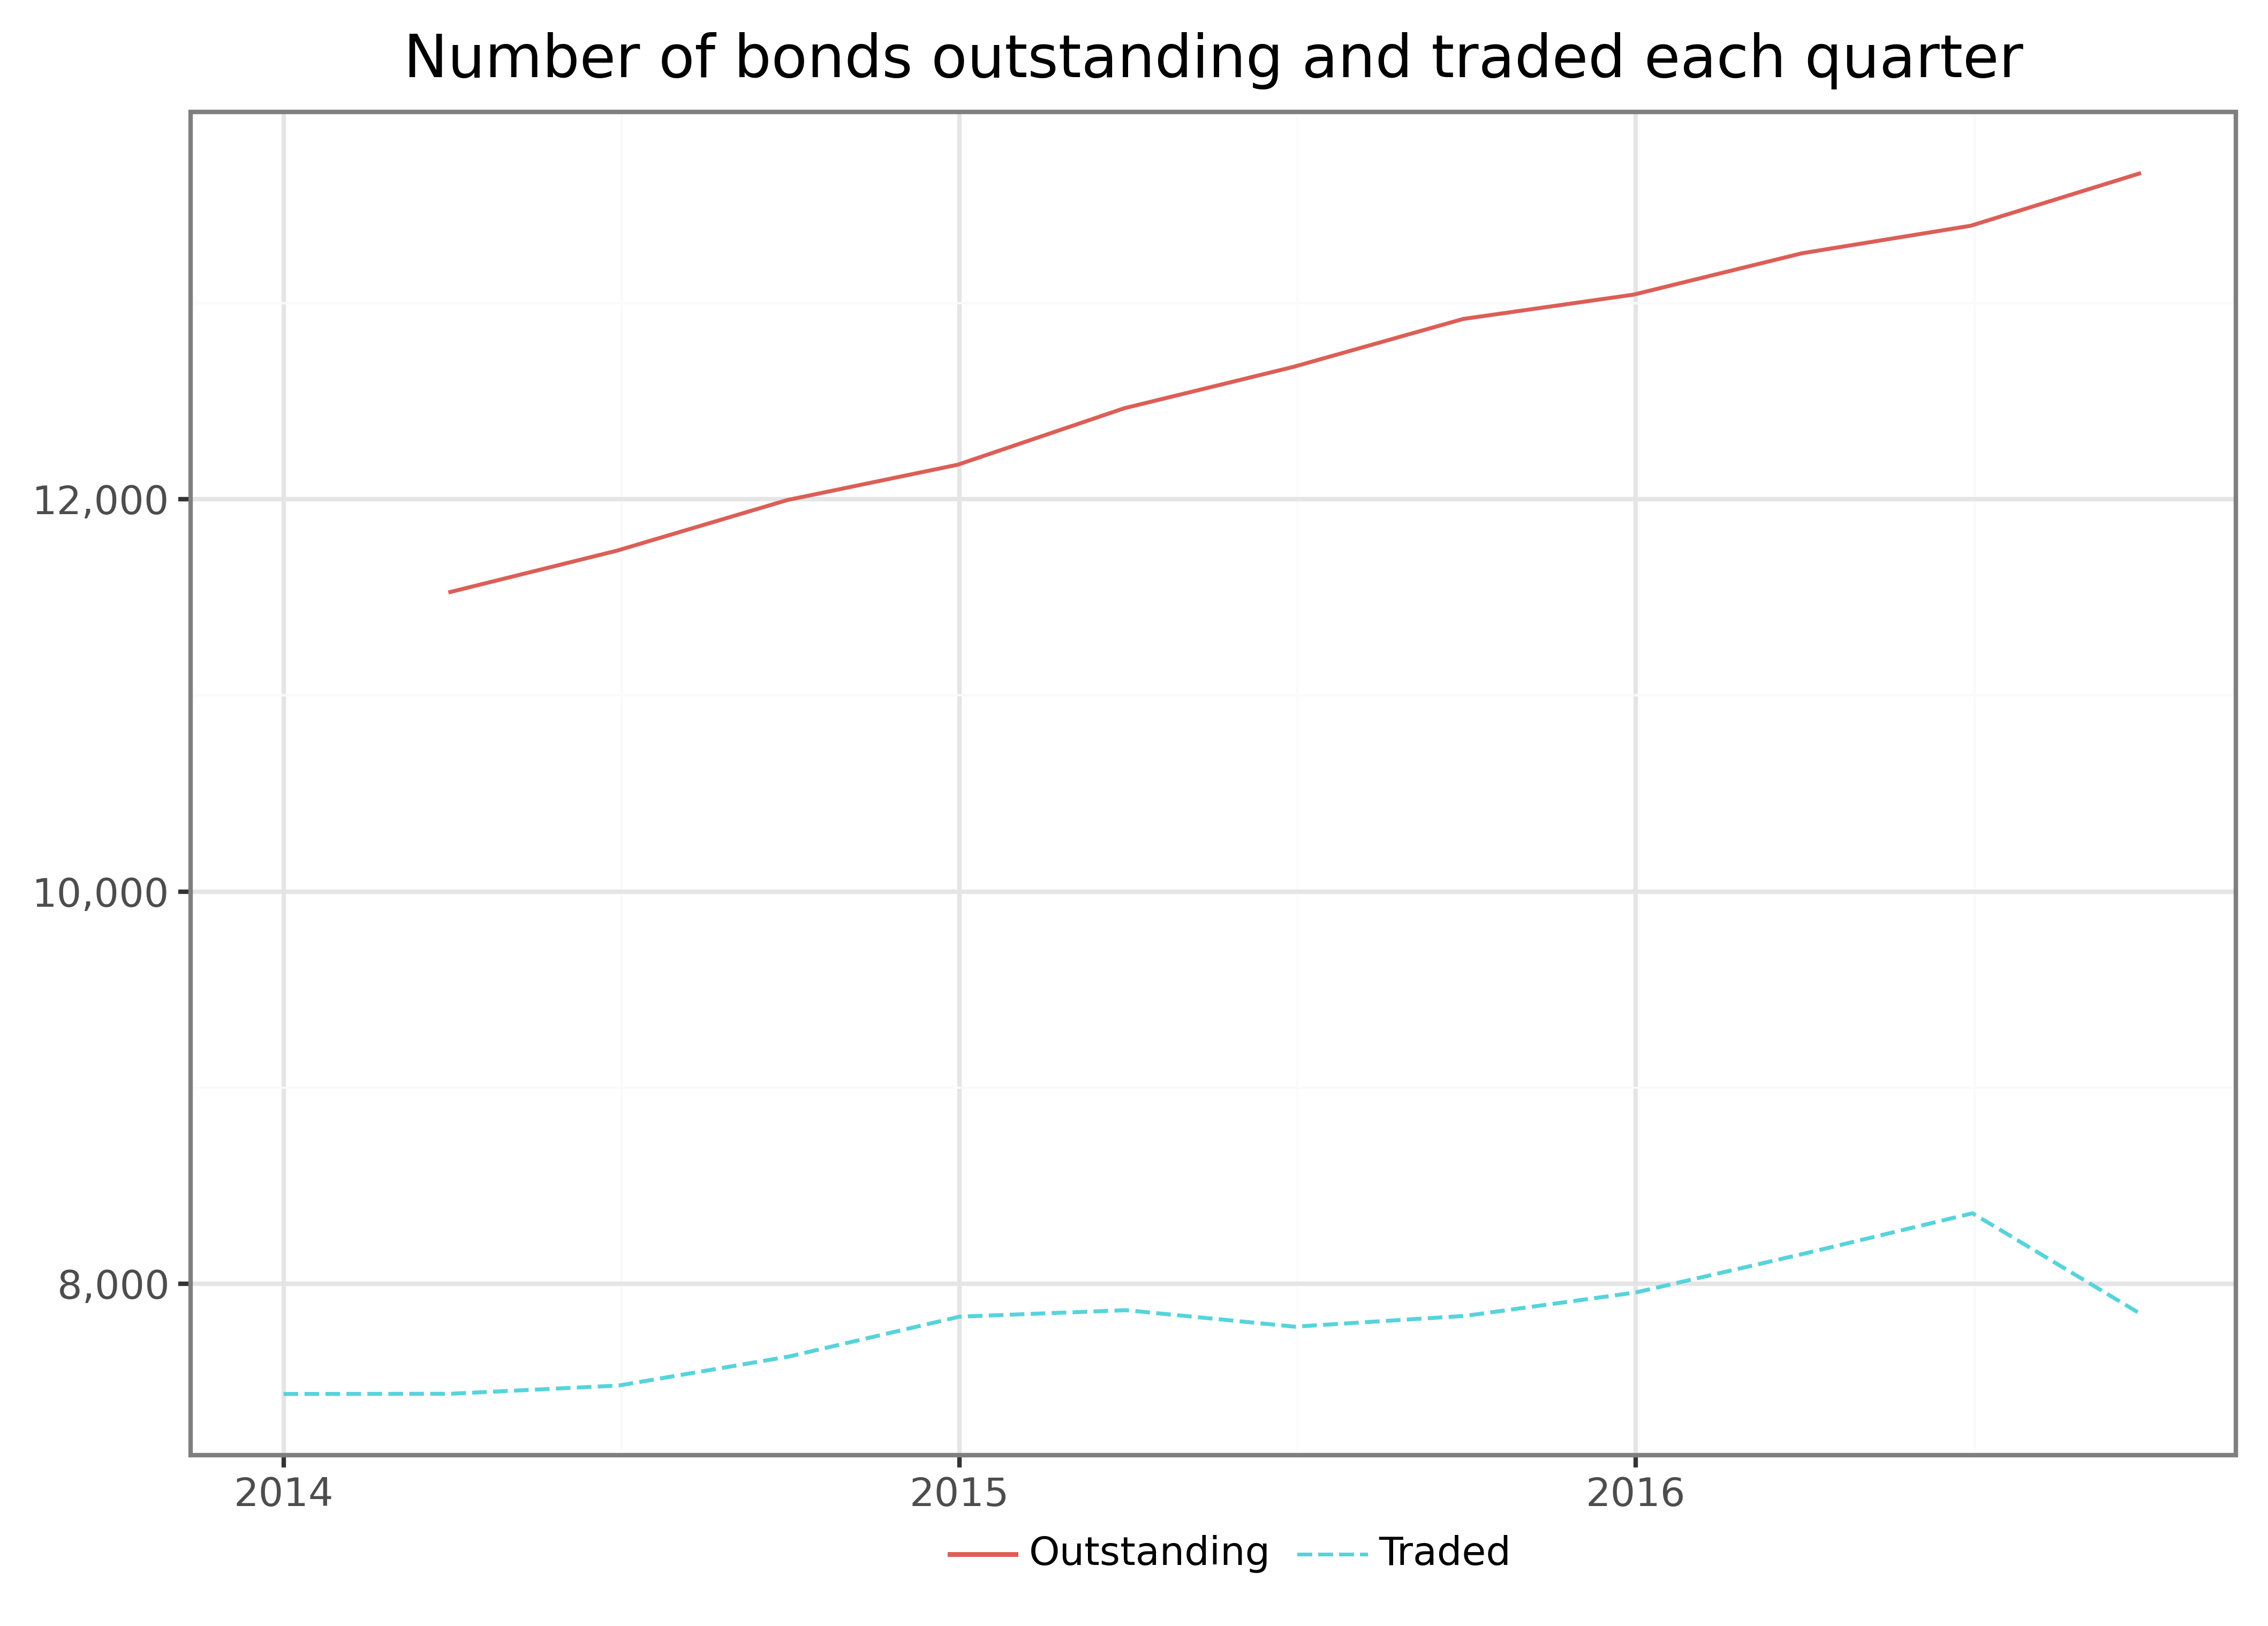 Number of bonds outstanding and traded each quarter
12,000
10,000
8,000
2014 2015 2016
Outstanding Traded